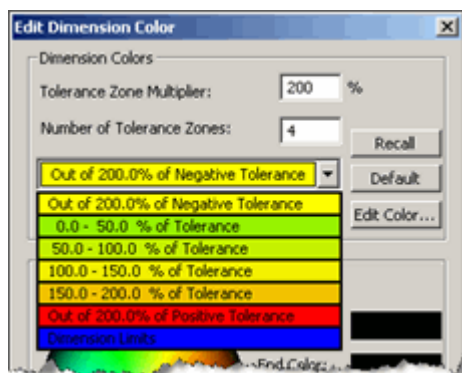 Edit Dimension Color
Dimension Colors
Tolerance Zone Multiplier: 200 %
Number of Tolerance Zones: 4
Recall
Out of 200.0% of Negative Tolerance
Default
Out of 200.0% of Negative Tolerance
Edit Color...
0.0 - 50.0 % of Tolerance
50.0 - 100.0 % of Tolerance
100.0 - 150.0 % of Tolerance
150.0 - 200.0 % of Tolerance
Out of 200.0% of Positive Tolerance
Dimension Limits
End Color: